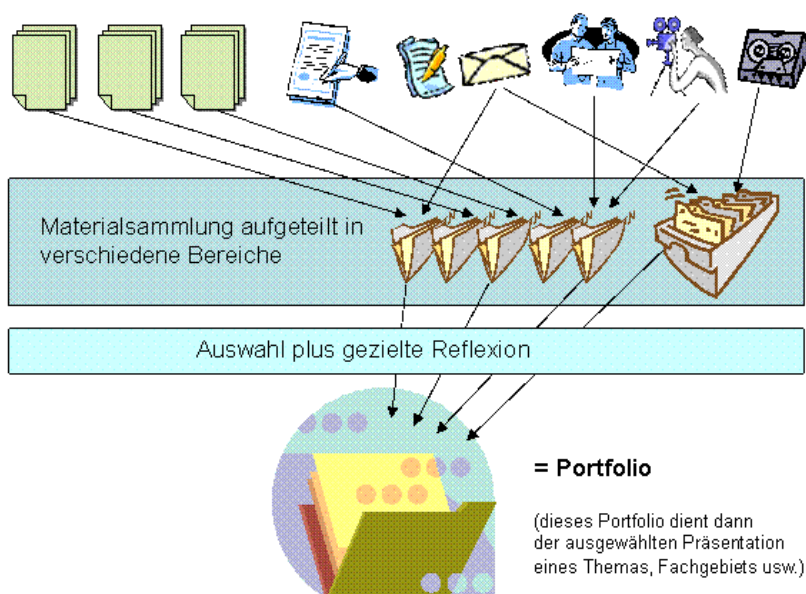 Materialsammlung aufgeteilt in
verschiedene Bereiche
Auswahl plus gezielte Reflexion
= Portfolio
(dieses Portfolio dient dann
der ausgewählten Präsentation
eines Themas, Fachgebiets usw.)